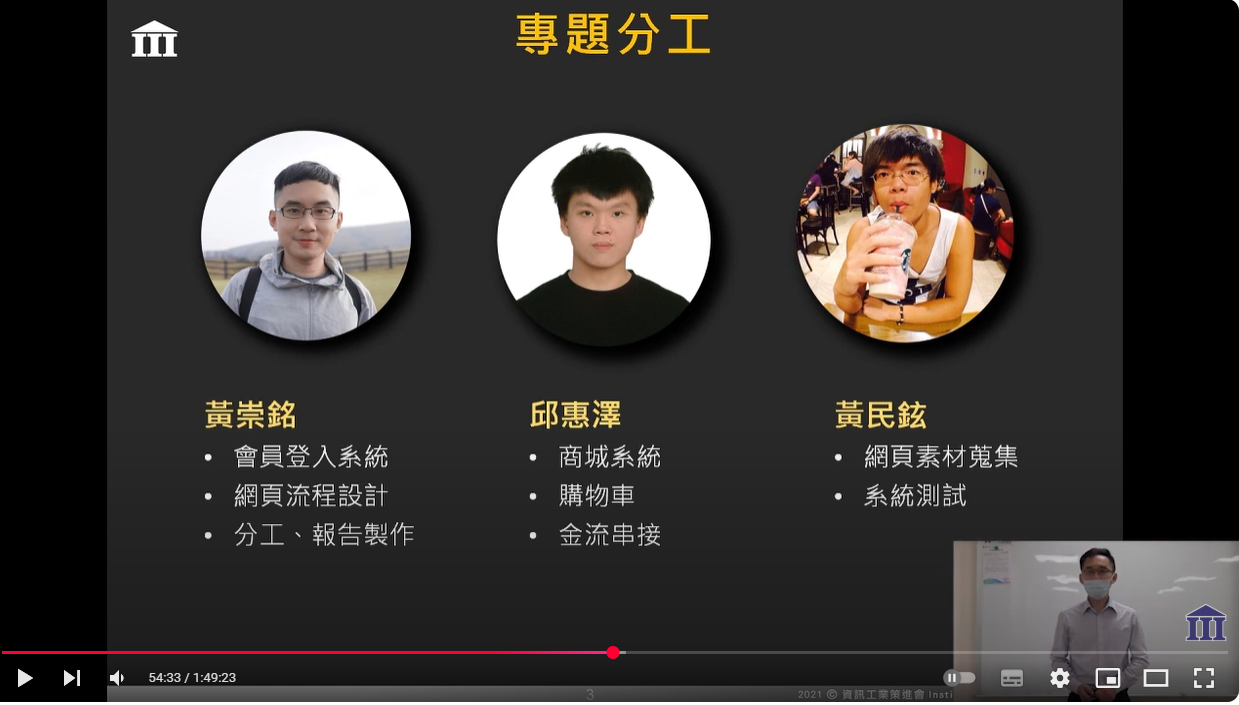 專題分工
黃崇銘
• 會員登入系統
• 網頁流程設計
• 分工、報告製作
邱惠澤
• 商城系統
• 購物車
• 金流串接
黃民鉉
• 網頁素材蒐集
• 系統測試
54:33 / 1:49:23
3
2021 © 資訊工業策進會 Insti